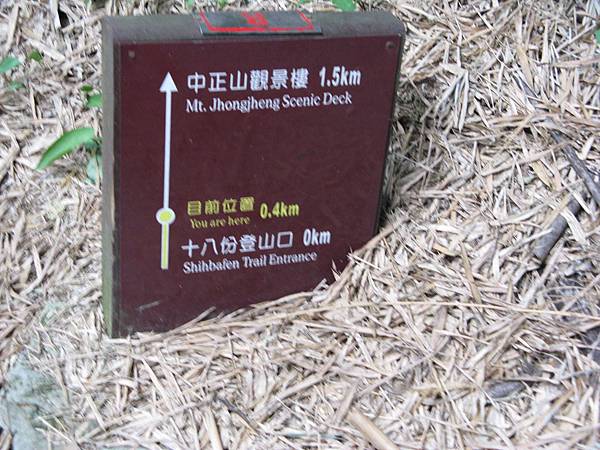 中正山觀景樓 1.5km
Mt. Jhongjheng Scenic Deck
目前位置 0.4km
You are here
十八份登山口 0km
Shihbafen Trail Entrance